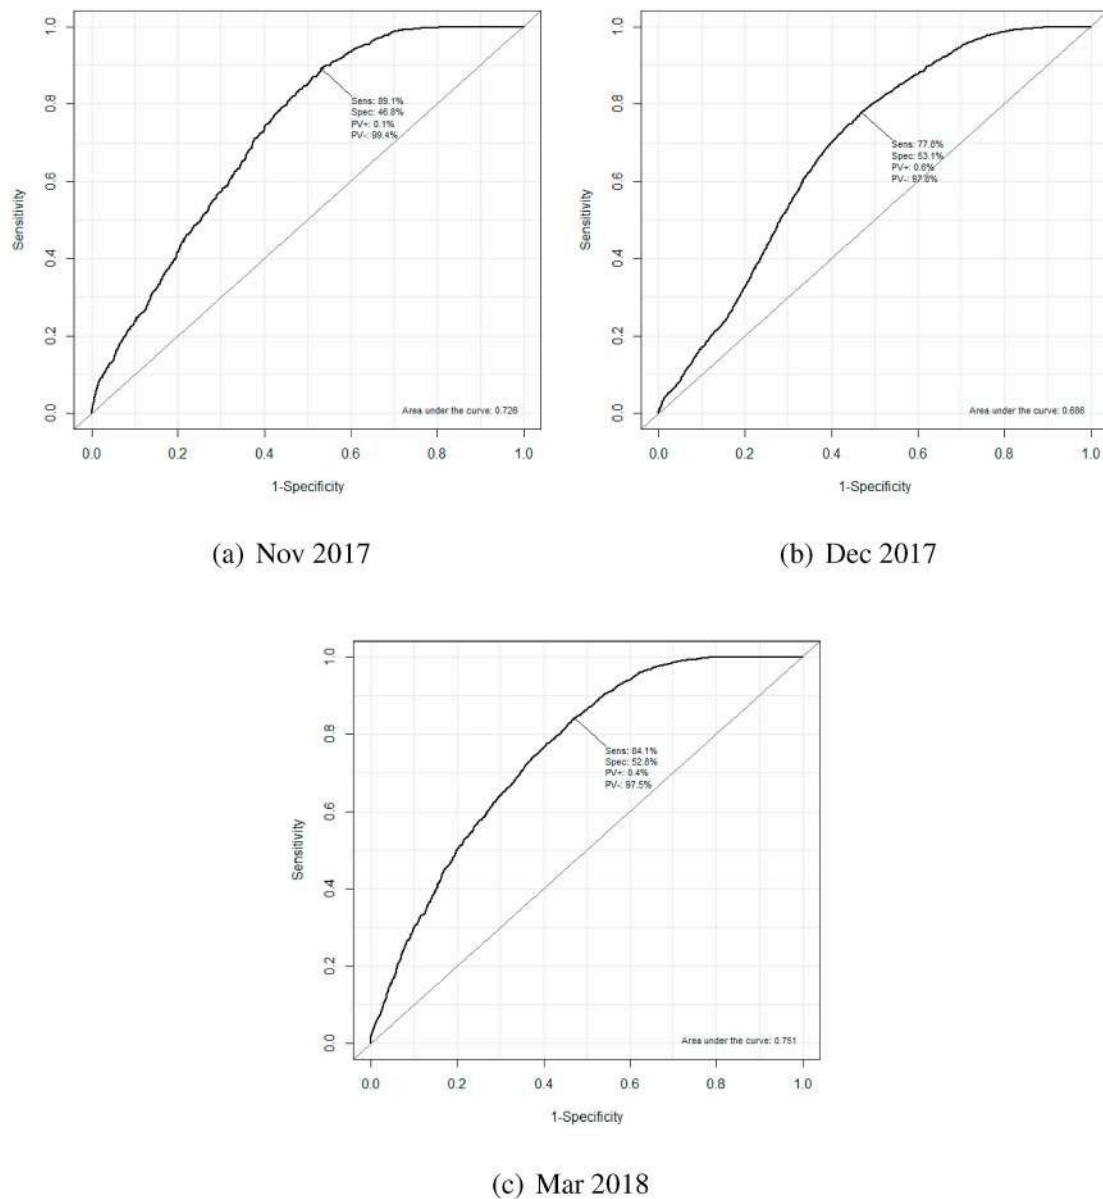 1.0
0.8
0.6
0.4
0.2
0.0
Sensitivity
Sens: 89.1%
Spec: 46.8%
PV+: 0.1%
PV-: 99.4%
Area under the curve: 0.726
0.0 0.2 0.4 0.6 0.8 1.0
1-Specificity
(a) Nov 2017
1.0
0.8
0.6
0.4
0.2
0.0
Sensitivity
Sens: 77.8%
Spec: 53.1%
PV+: 0.6%
PV-: 97.8%
Area under the curve: 0.686
0.0 0.2 0.4 0.6 0.8 1.0
1-Specificity
(b) Dec 2017
1.0
0.8
0.6
0.4
0.2
0.0
Sensitivity
Sens: 84.1%
Spec: 52.8%
PV+: 0.4%
PV-: 97.5%
Area under the curve: 0.751
0.0 0.2 0.4 0.6 0.8 1.0
1-Specificity
(c) Mar 2018